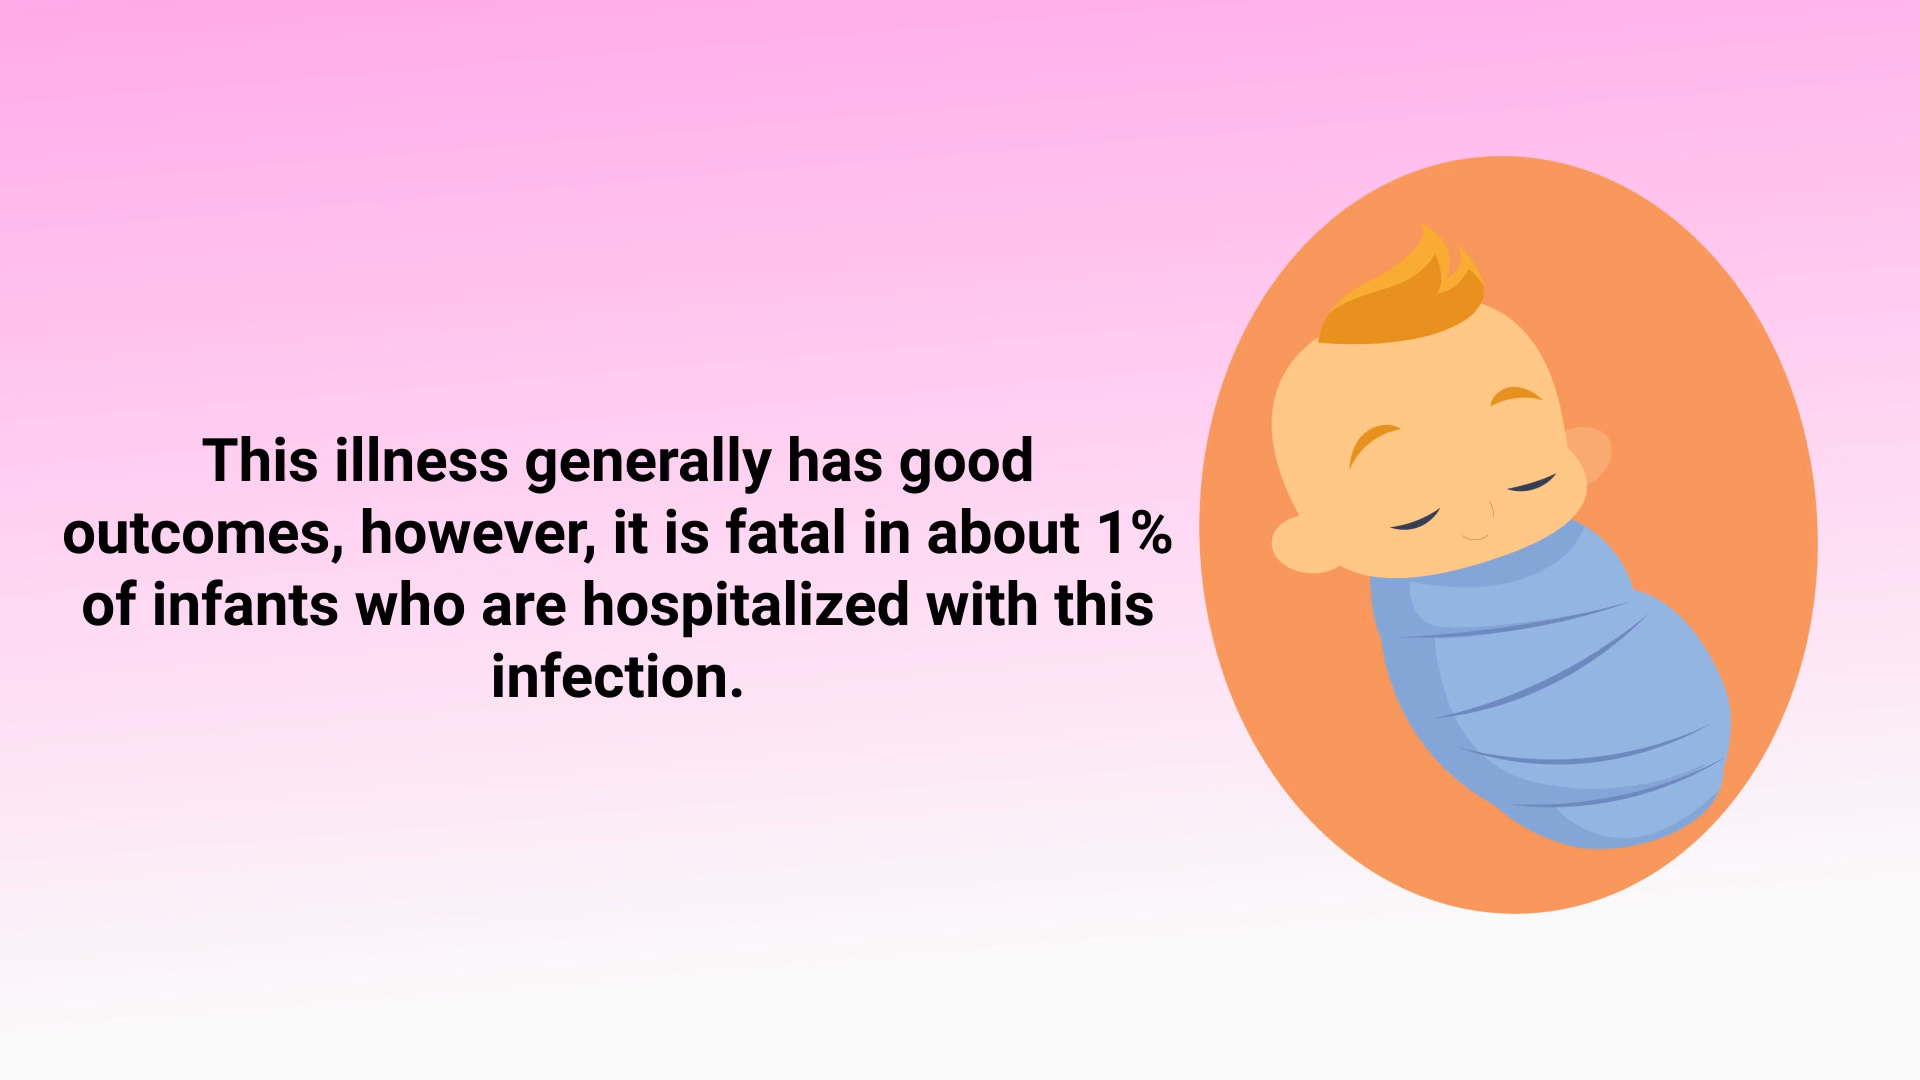 This illness generally has good
outcomes, however, it is fatal in about 1%
of infants who are hospitalized with this
infection.